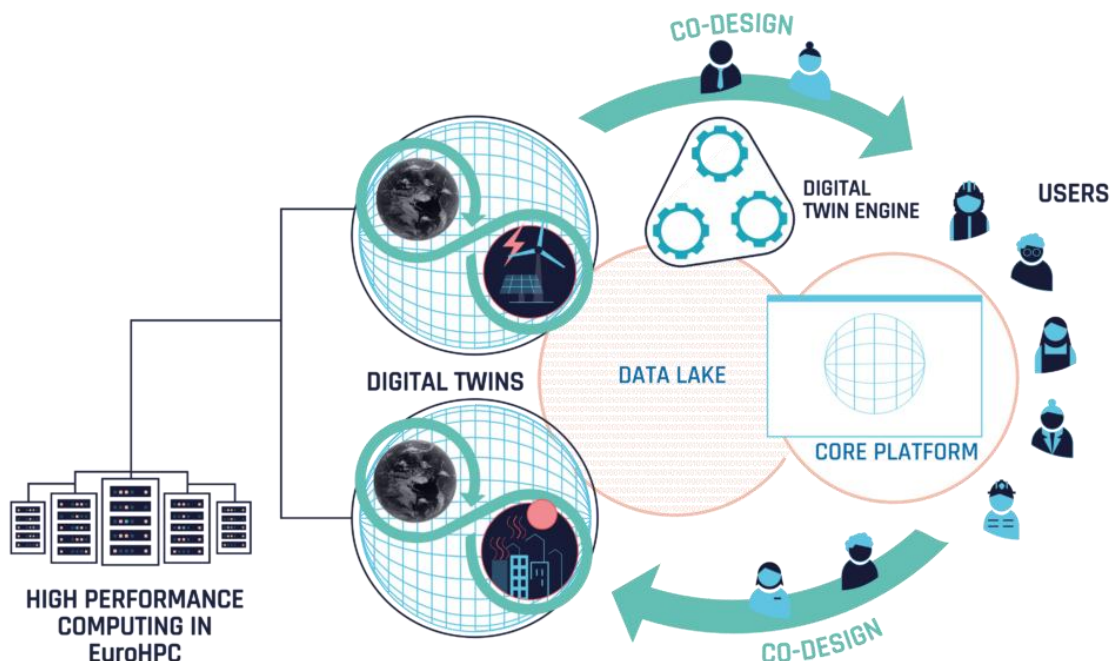 CO-DESIGN
DIGITAL
TWIN ENGINE
USERS
DIGITAL TWINS
DATA LAKE
CORE PLATFORM
HIGH PERFORMANCE
COMPUTING IN
EuroHPC
CO-DESIGN